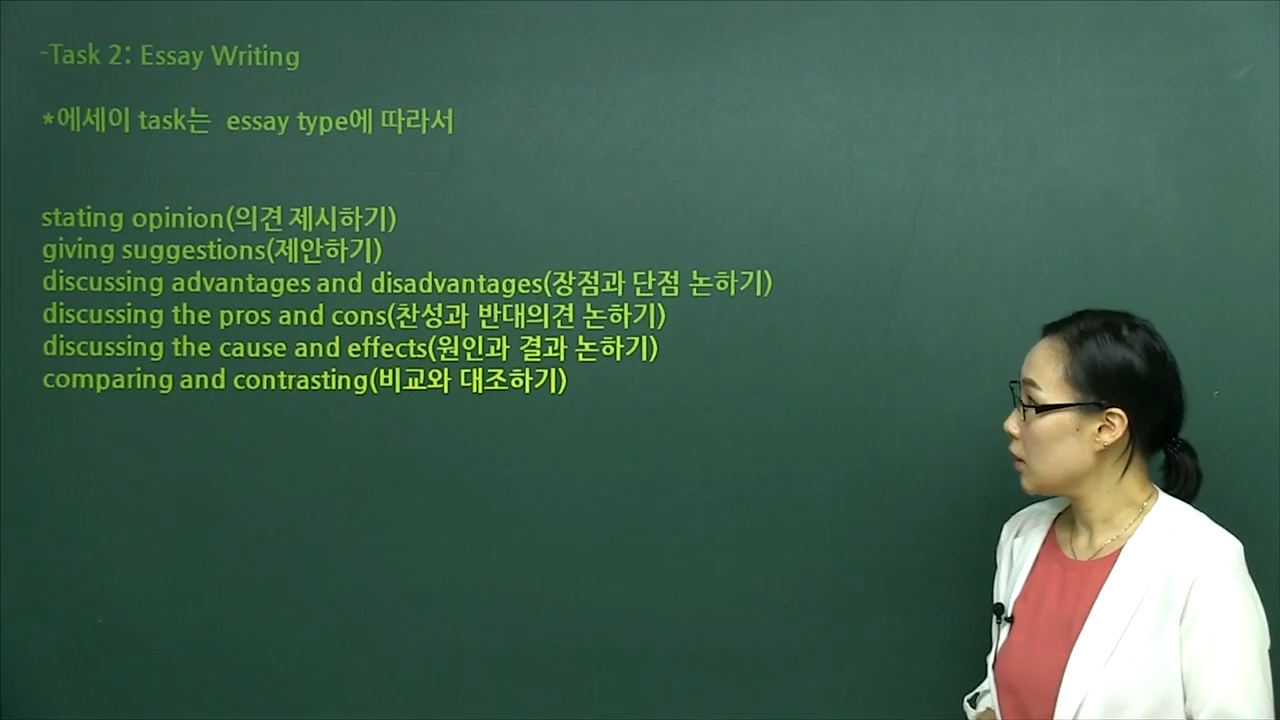 -Task 2: Essay Writing
*에세이 task는 essay type에 따라서
stating opinion(의견 제시하기)
giving suggestions(제안하기)
discussing advantages and disadvantages(장점과 단점 논하기)
discussing the pros and cons(찬성과 반대의견 논하기)
discussing the cause and effects(원인과 결과 논하기)
comparing and contrasting(비교와 대조하기)